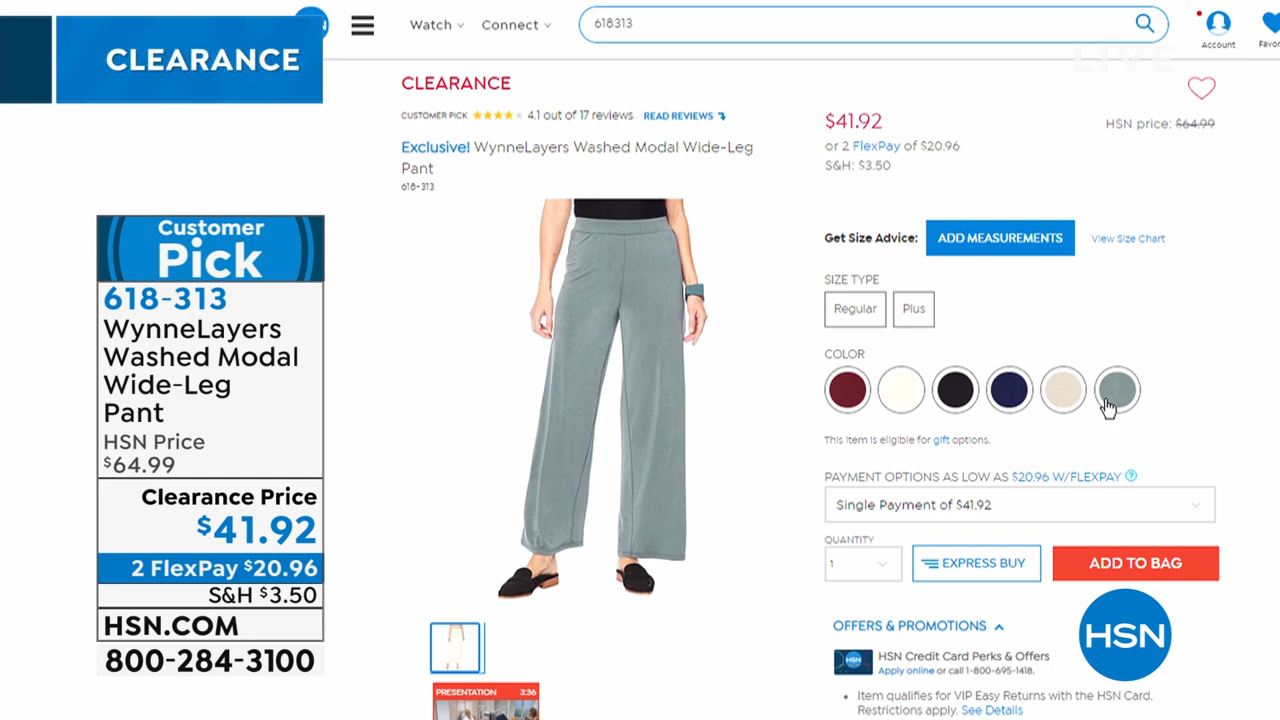 CLEARANCE
Watch
Connect
618313
Account
LIVE
CLEARANCE
CUSTOMER PICK 4.1 out of 17 reviews READ REVIEWS
Exclusive! WynneLayers Washed Modal Wide-Leg
Pant
618-313
$41.92
HSN price: $64.99
or 2 FlexPay of $20.96
S&H: $3.50
Get Size Advice: ADD MEASUREMENTS View Size Chart
SIZE TYPE
Regular
Plus
COLOR
This item is eligible for gift options.
PAYMENT OPTIONS AS LOW AS $20.96 W/FLEXPAY ?
Single Payment of $41.92
QUANTITY
1
EXPRESS BUY
ADD TO BAG
OFFERS & PROMOTIONS
HSN
HSN Credit Card Perks & Offers
Apply online or call 1-800-695-1418.
• Item qualifies for VIP Easy Returns with the HSN Card.
Restrictions apply. See Details
HSN
PRESENTATION 3:36
Customer
Pick
618-313
WynneLayers
Washed Modal
Wide-Leg
Pant
HSN Price
$64.99
Clearance Price
$41.92
2 FlexPay $20.96
S&H $3.50
HSN.COM
800-284-3100